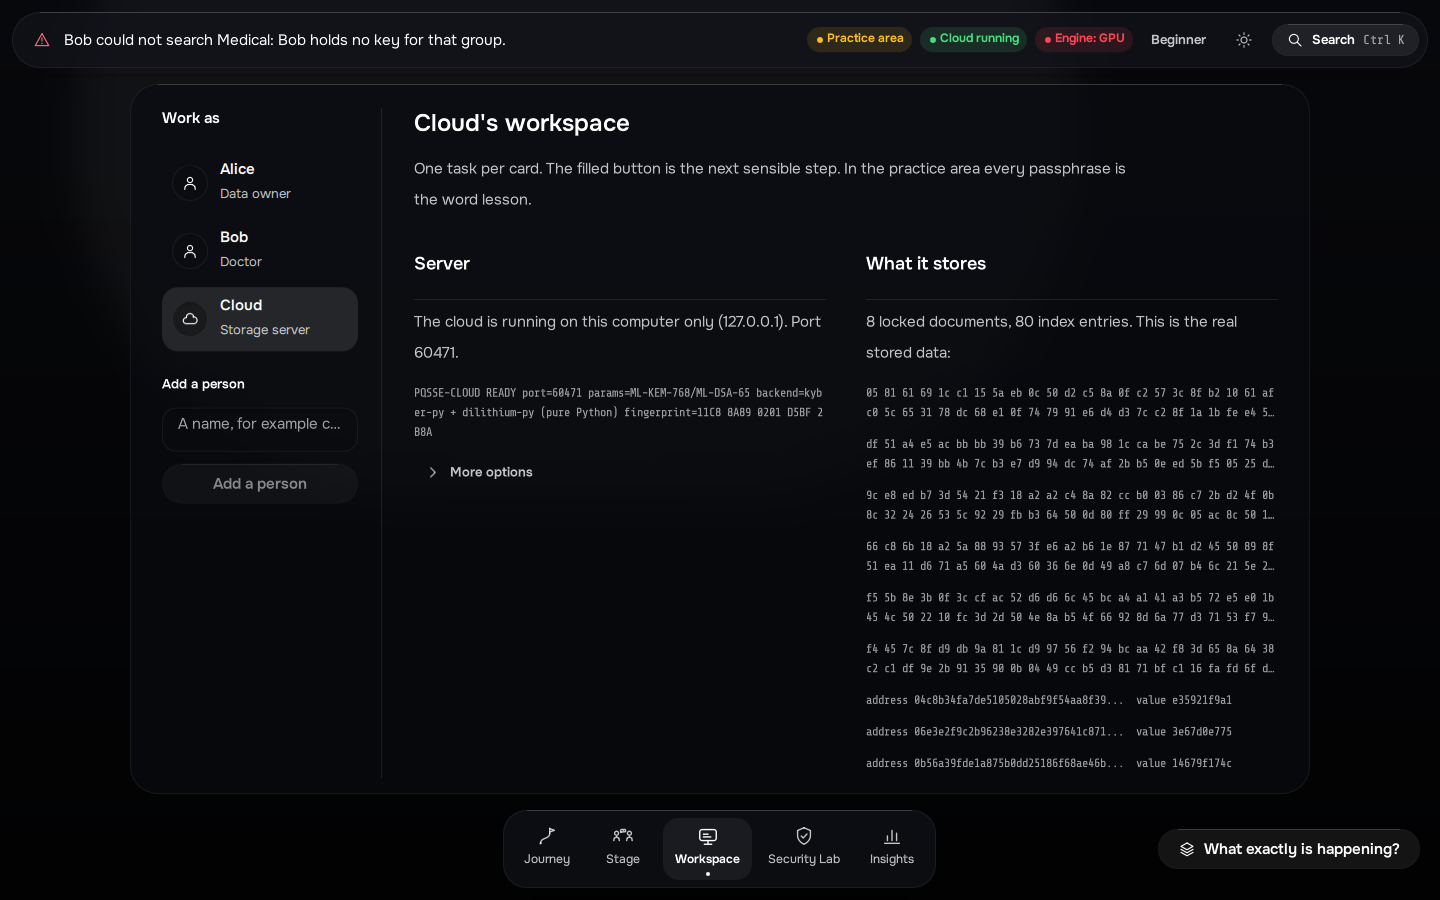 Bob could not search Medical: Bob holds no key for that group.
Practice area
Cloud running
Engine: GPU
Beginner
Search Ctrl K
Work as
Alice
Data owner
Bob
Doctor
Cloud
Storage server
Add a person
A name, for example c...
Add a person
Cloud's workspace
One task per card. The filled button is the next sensible step. In the practice area every passphrase is
the word lesson.
Server
The cloud is running on this computer only (127.0.0.1). Port
60471.
PQSSE-CLOUD READY port=60471 params=ML-KEM-768/ML-DSA-65 backend=kyb
er-py + dilithium-py (pure Python) fingerprint=11C8 8A89 0201 D5BF 2
B8A
More options
What it stores
8 locked documents, 80 index entries. This is the real
stored data:
05 81 61 69 1c c1 15 5a eb 0c 50 d2 c5 8a 0f c2 57 3c 8f b2 10 61 af
c0 5c 65 31 78 dc 68 e1 0f 74 79 91 e6 d4 d3 7c c2 8f 1a 1b fe e4 5…
df 51 a4 e5 ac bb bb 39 b6 73 7d ea ba 98 1c ca be 75 2c 3d f1 74 b3
ef 86 11 39 bb 4b 7c b3 e7 d9 94 dc 74 af 2b b5 0e ed 5b f5 05 25 d…
9c e8 ed b7 3d 54 21 f3 18 a2 a2 c4 8a 82 cc b0 03 86 c7 2b d2 4f 0b
8c 32 24 26 53 5c 92 29 fb b3 64 50 0d 80 ff 29 99 0c 05 ac 8c 50 1…
66 c8 6b 18 a2 5a 88 93 57 3f e6 a2 b6 1e 87 71 47 b1 d2 45 50 89 8f
51 ea 11 d6 71 a5 60 4a d3 60 36 6e 0d 49 a8 c7 6d 07 b4 6c 21 5e 2…
f5 5b 8e 3b 0f 3c cf ac 52 d6 d6 6c 45 bc a4 a1 41 a3 b5 72 e5 e0 1b
45 4c 50 22 10 fc 3d 2d 50 4e 8a b5 4f 66 92 8d 6a 77 d3 71 53 f7 9…
f4 45 7c 8f d9 db 9a 81 1c d9 97 56 f2 94 bc aa 42 f8 3d 65 8a 64 38
c2 c1 df 9e 2b 91 35 90 0b 04 49 cc b5 d3 81 71 bf c1 16 fa fd 6f d…
address 04c8b34fa7de5105028abf9f54aa8f39... value e35921f9a1
address 06e3e2f9c2b96238e3282e397641c871... value 3e67d0e775
address 0b56a39fde1a875b0dd25186f68ae46b... value 14679f174c
Journey
Stage
Workspace
Security Lab
Insights
What exactly is happening?